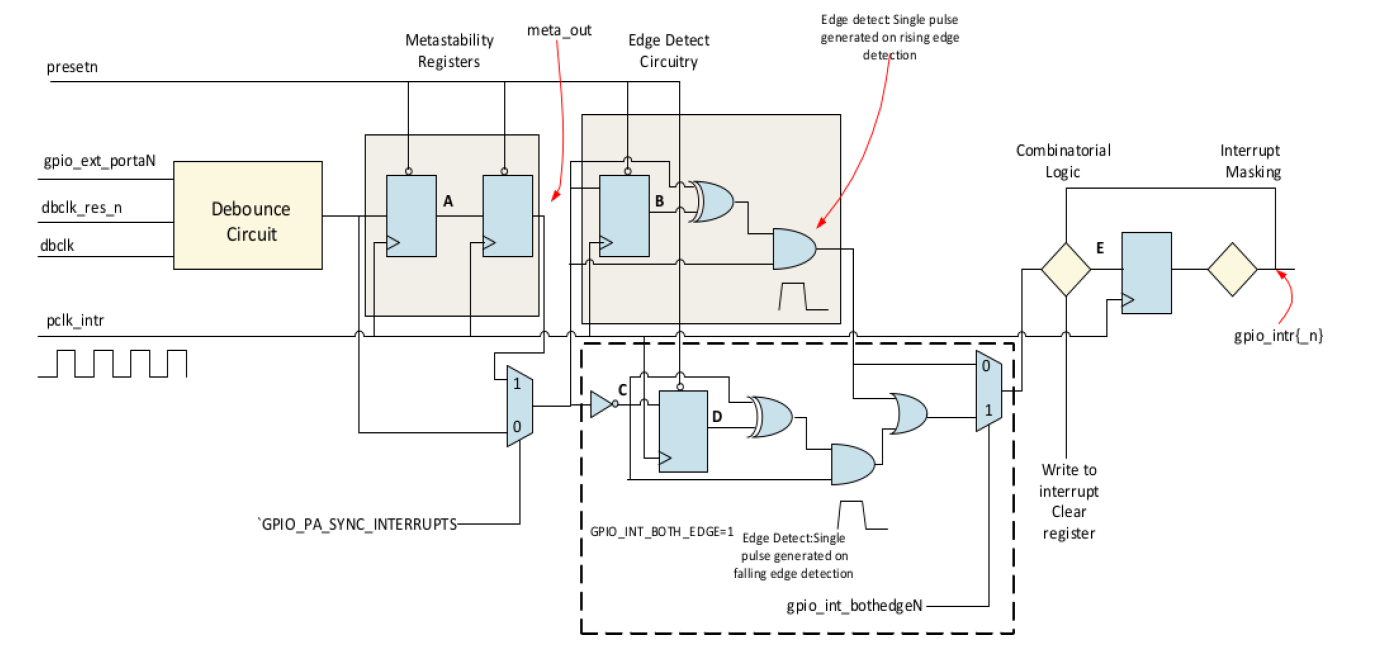 Edge detect: Single pulse
generated on rising edge
detection
meta_out
Metastability
Registers
Edge Detect
Circuitry
presetn
gpio_ext_portaN
dbclk_res_n
dbclk
Debounce
Circuit
A
B
Combinatorial
Logic
Interrupt
Masking
E
pclk_intr
gpio_intr{_n}
1
0
C
D
0
1
`GPIO_PA_SYNC_INTERRUPTS
GPIO_INT_BOTH_EDGE=1
Edge Detect:Single
pulse generated on
falling edge detection
Write to
interrupt
Clear
register
gpio_int_bothedgeN